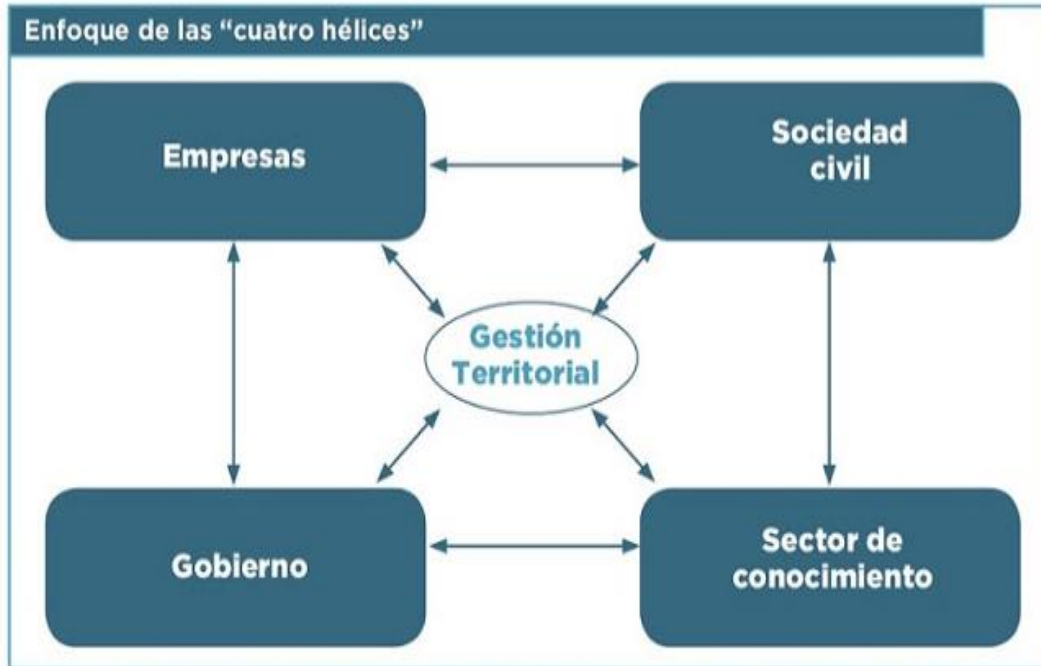 Enfoque de las “cuatro hélices”
Empresas
Sociedad
civil
Gestión
Territorial
Gobierno
Sector de
conocimiento